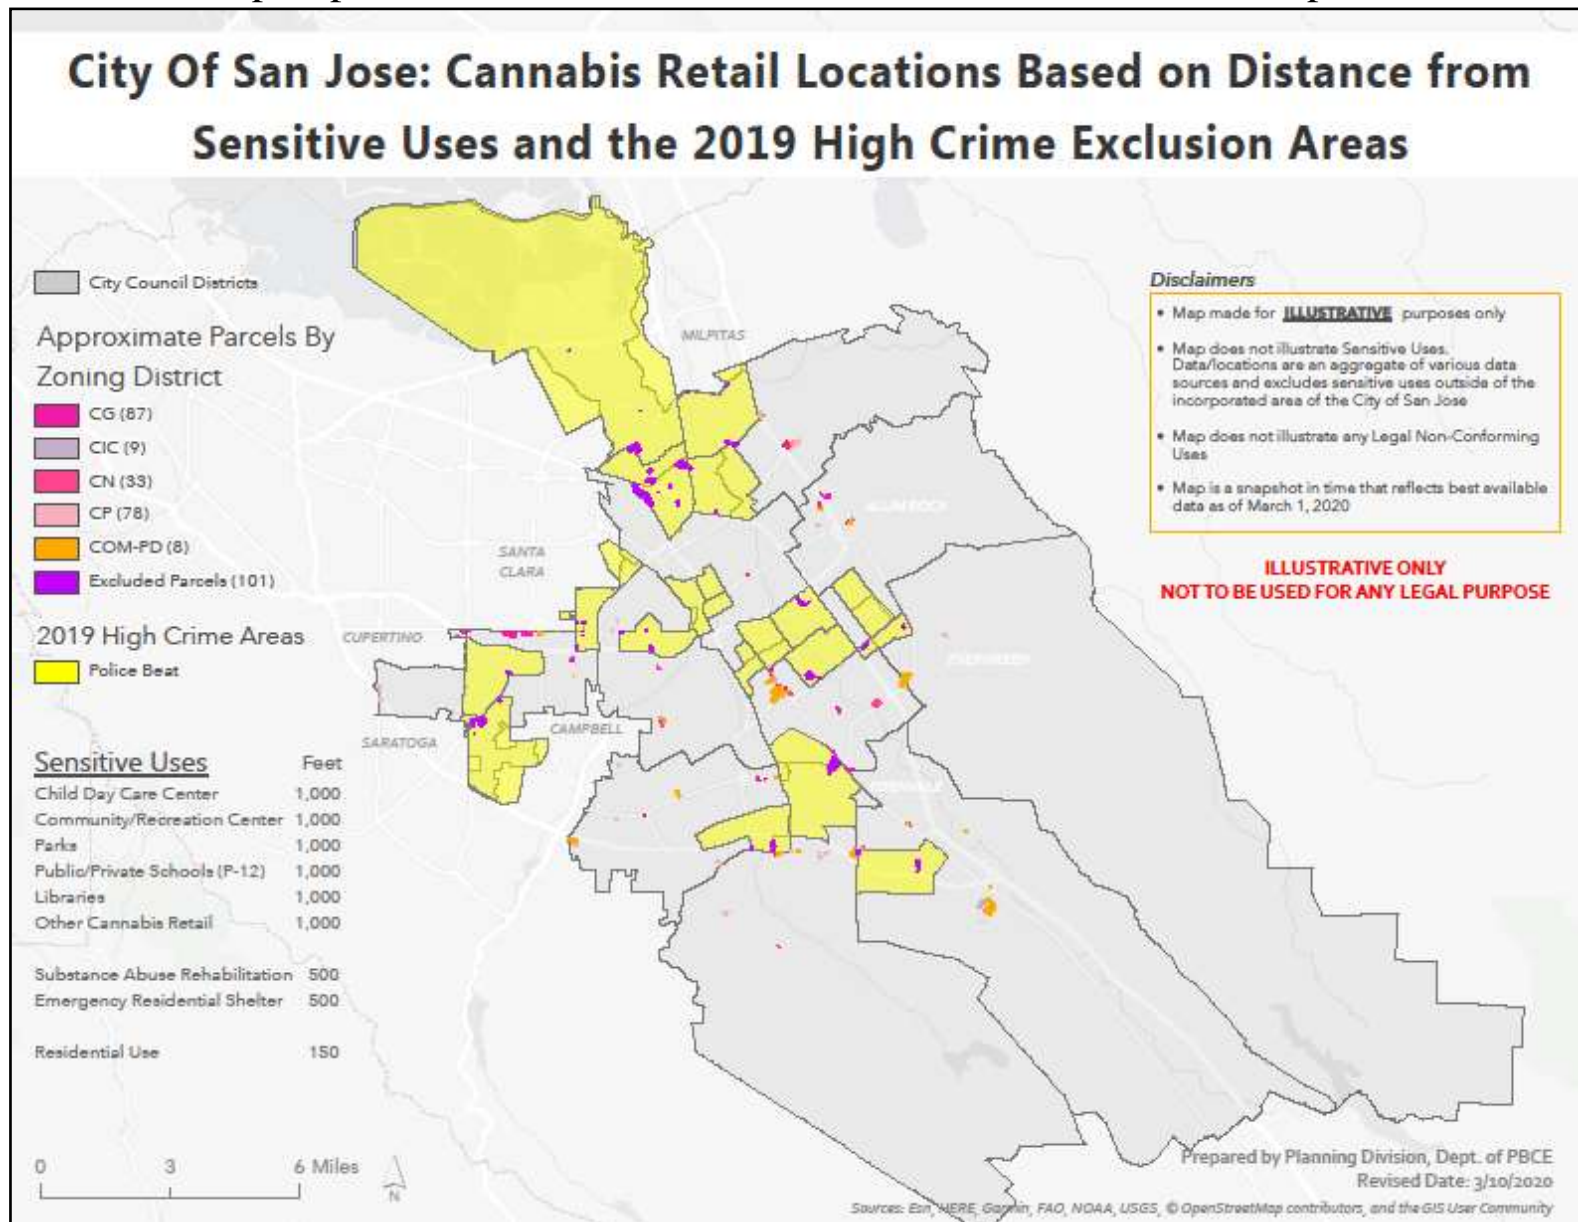 City Of San Jose: Cannabis Retail Locations Based on Distance from
Sensitive Uses and the 2019 High Crime Exclusion Areas
City Council Districts
Approximate Parcels By
Zoning District
CG (87)
CIC (9)
CN (33)
CP (78)
COM-PD (8)
Excluded Parcels (101)
2019 High Crime Areas
Police Beat
Sensitive Uses Feet
Child Day Care Center 1,000
Community/Recreation Center 1,000
Parks 1,000
Public/Private Schools (P-12) 1,000
Libraries 1,000
Other Cannabis Retail 1,000
Substance Abuse Rehabilitation 500
Emergency Residential Shelter 500
Residential Use 150
0 3 6 Miles
N
MILPITAS
SANTA
CLARA
CUPERTINO
SARATOGA
CAMPBELL
ALUM ROCK
EVERGREEN
Disclaimers
• Map made for ILLUSTRATIVE purposes only
• Map does not illustrate Sensitive Uses.
Data/locations are an aggregate of various data
sources and excludes sensitive uses outside of the
incorporated area of the City of San Jose
• Map does not illustrate any Legal Non-Conforming
Uses
• Map is a snapshot in time that reflects best available
data as of March 1, 2020
ILLUSTRATIVE ONLY
NOT TO BE USED FOR ANY LEGAL PURPOSE
Prepared by Planning Division, Dept. of PBCE
Revised Date: 3/10/2020
Sources: Esri, HERE, Garmin, FAO, NOAA, USGS, © OpenStreetMap contributors, and the GIS User Community